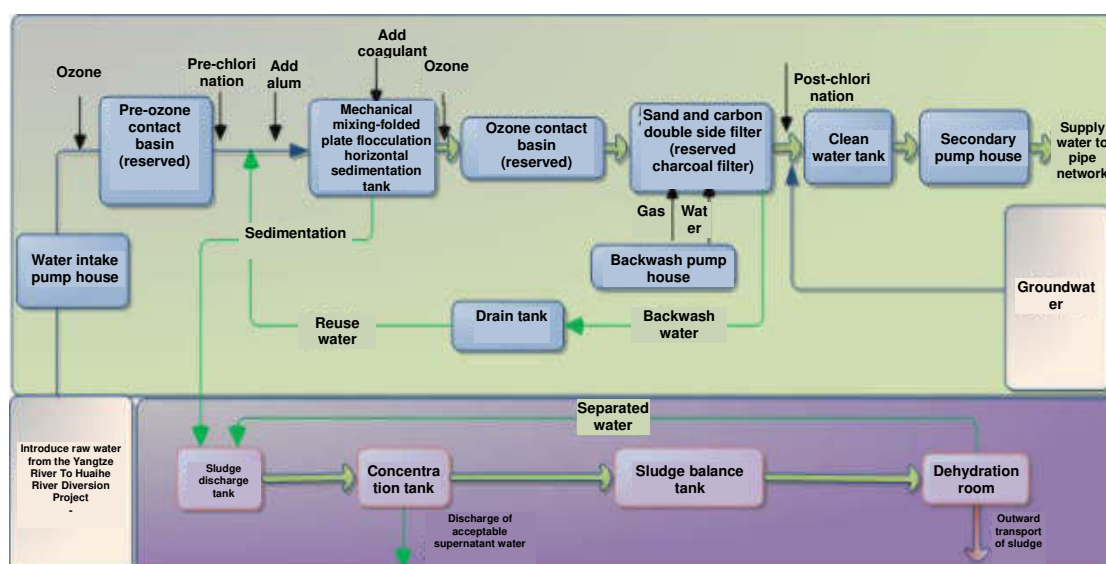 Ozone
Pre-chlori
nation
Add
alum
Add
coagulant
Ozone
Post-chlori
nation
Pre-ozone
contact
basin
(reserved)
Mechanical
mixing-folded
plate flocculation
horizontal
sedimentation
tank
Ozone contact
basin
(reserved)
Sand and carbon
double side filter
(reserved
charcoal filter)
Clean
water tank
Secondary
pump house
Supply
water to
pipe
network
Gas
Wat
er
Sedimentation
Water intake
pump house
Backwash pump
house
Groundwat
er
Reuse
water
Drain tank
Backwash
water
Separated
water
Introduce raw water
from the Yangtze
River To Huaihe
River Diversion
Project
-
Sludge
discharge
tank
Concentra
tion tank
Sludge balance
tank
Dehydration
room
Discharge of
acceptable
supernatant water
Outward
transport
of sludge